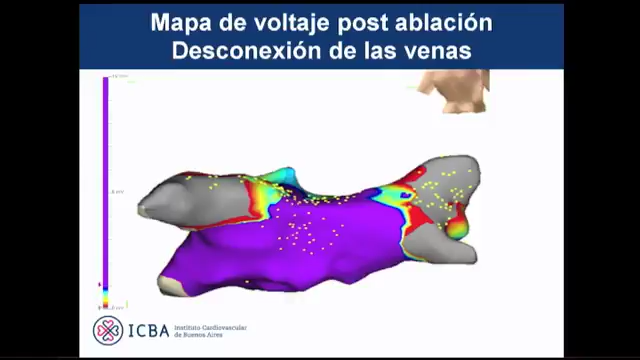 Mapa de voltaje post ablación
Desconexión de las venas
ICBA
Instituto Cardiovascular
de Buenos Aires